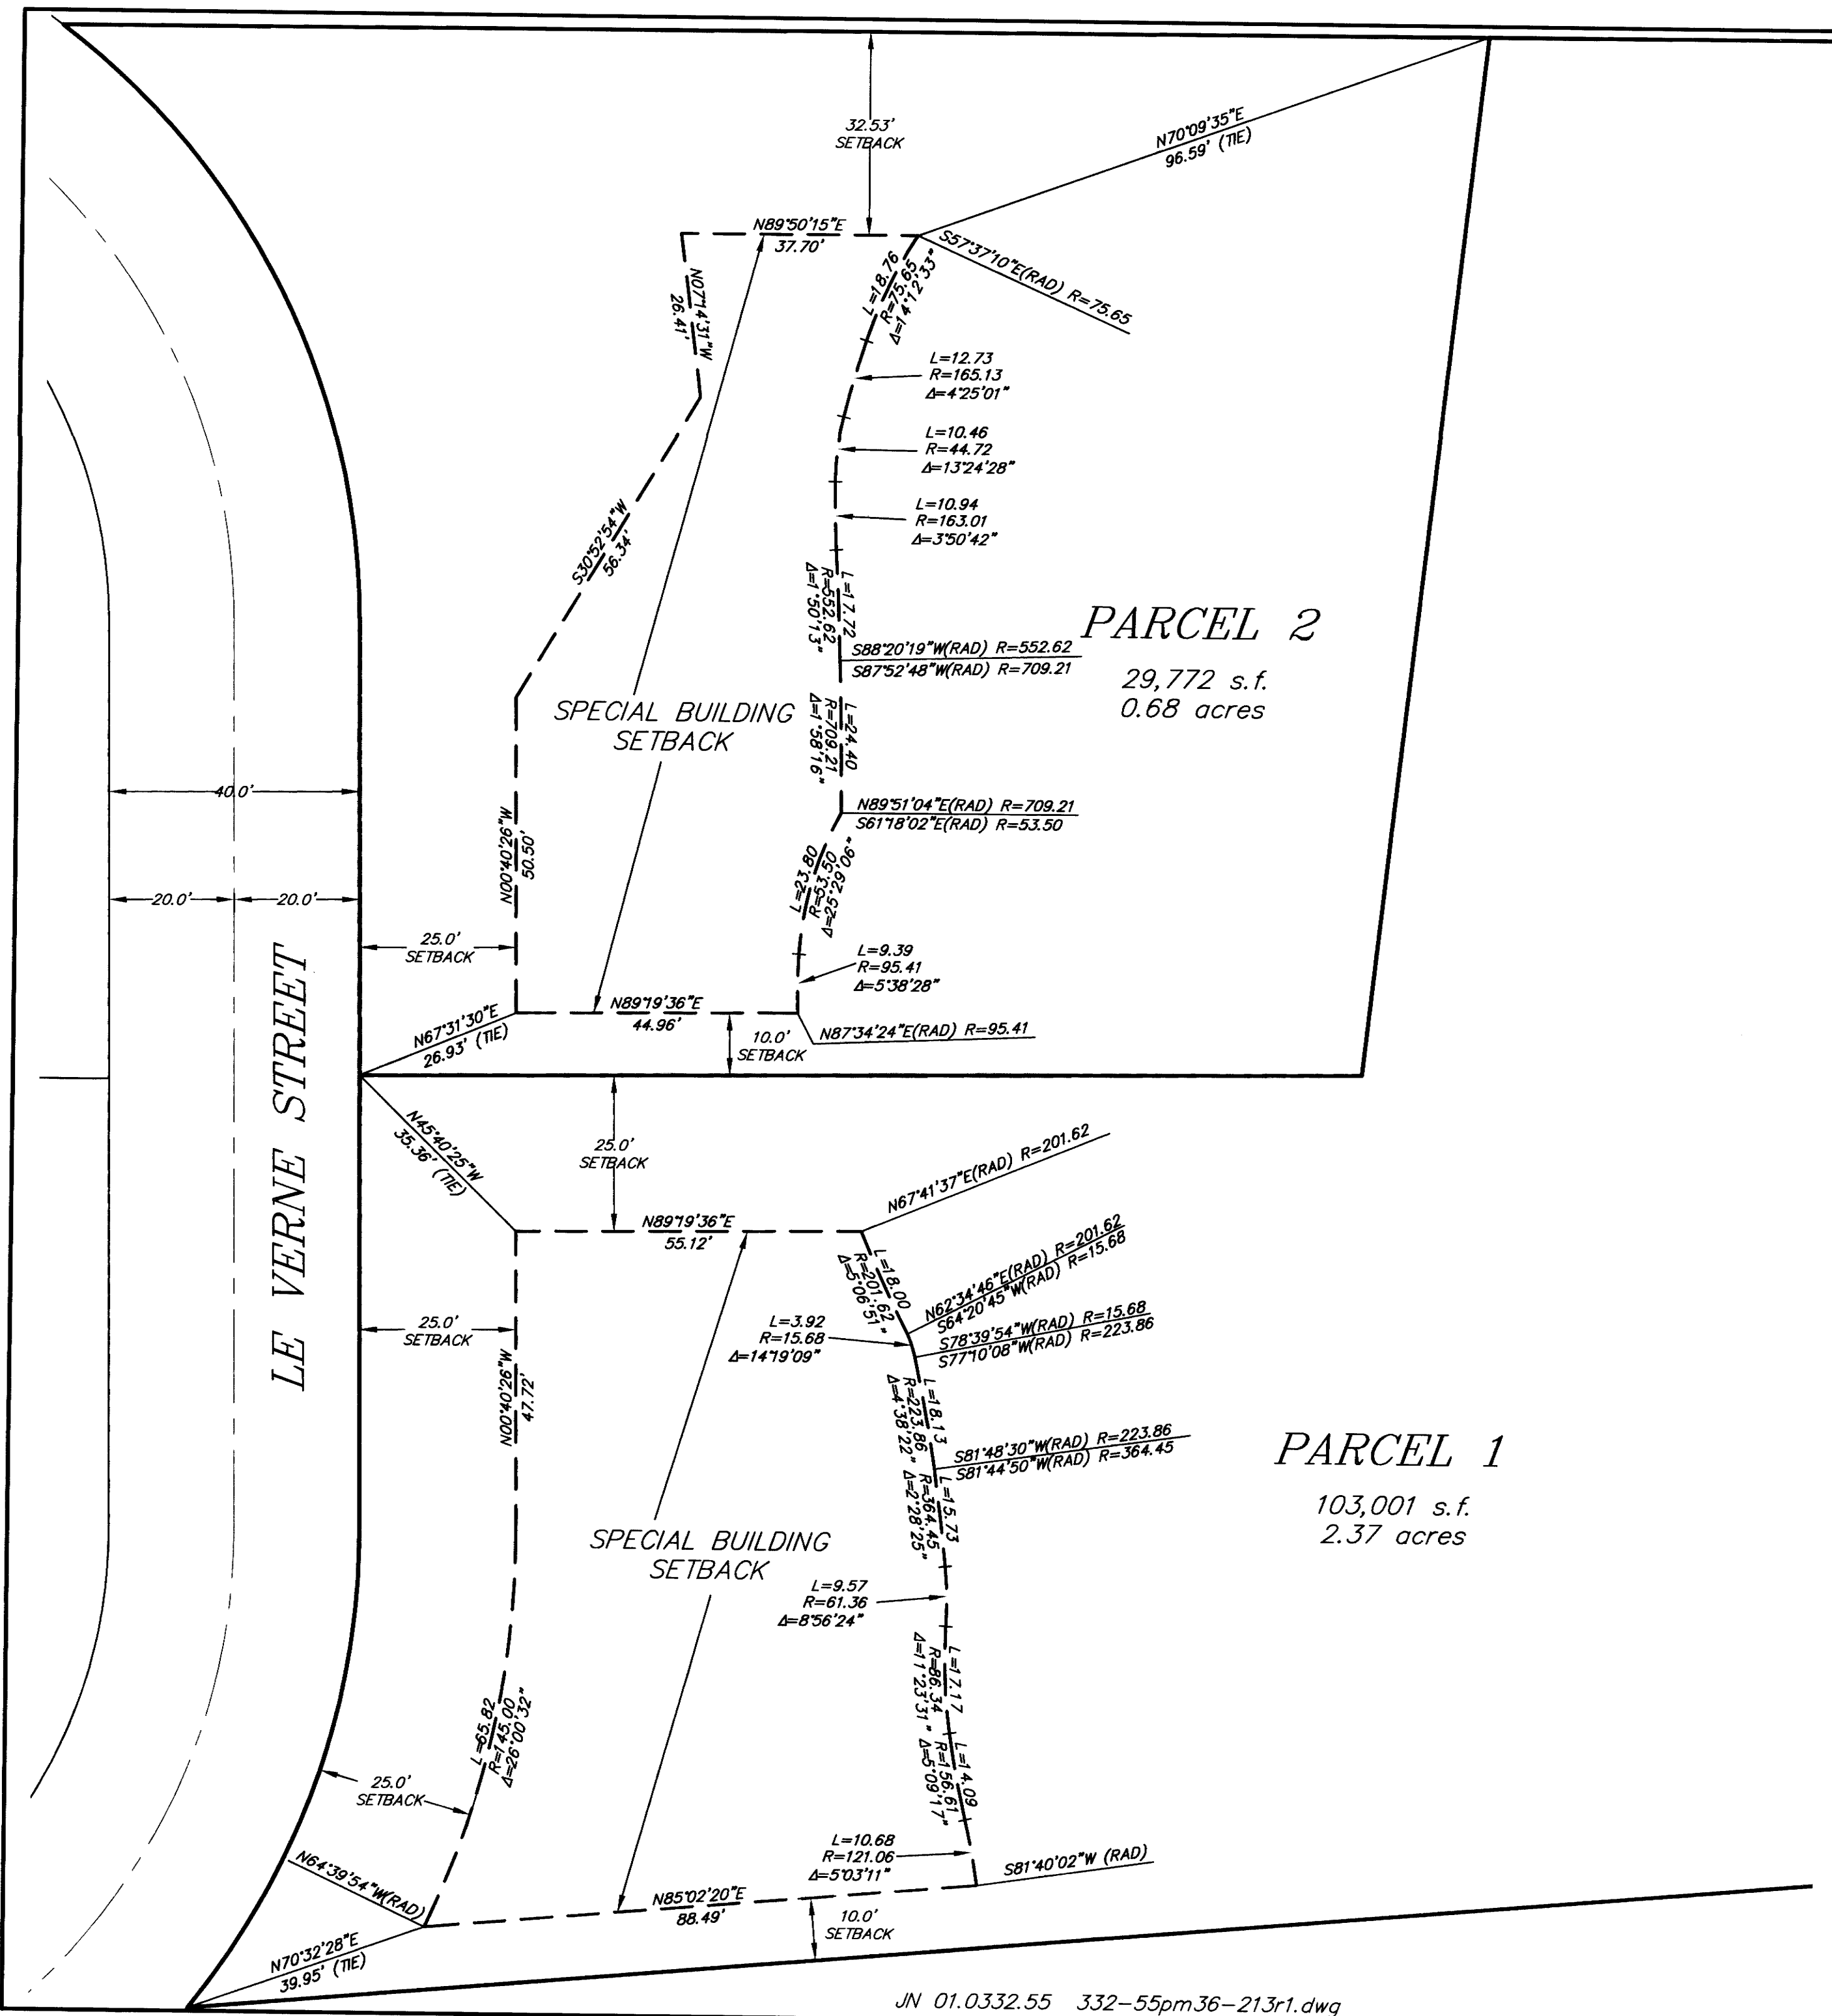 32.53'
SETBACK
N70°09'35"E
96.59' (TIE)
N89°50'15"E
37.70'
S57°37'10"E(RAD) R=75.65
N07°14'31"W
26.41'
L=18.76
R=75.65
Δ=14°12'33"
L=12.73
R=165.13
Δ=4°25'01"
L=10.46
R=44.72
Δ=13°24'28"
L=10.94
R=163.01
Δ=3°50'42"
S30°52'54"W
56.34'
L=17.72
R=552.62
Δ=1°50'13"
PARCEL 2
29,772 s.f.
0.68 acres
S88°20'19"W(RAD) R=552.62
S87°52'48"W(RAD) R=709.21
SPECIAL BUILDING
SETBACK
L=24.40
R=709.21
Δ=1°58'16"
40.0'
N89°51'04"E(RAD) R=709.21
S61°18'02"E(RAD) R=53.50
N00°40'26"W
50.50'
L=23.80
R=53.50
Δ=25°29'06"
20.0'
20.0'
25.0'
SETBACK
L=9.39
R=95.41
Δ=5°38'28"
N89°19'36"E
44.96'
N67°31'30"E
26.93' (TIE)
10.0'
SETBACK
N87°34'24"E(RAD) R=95.41
LE VERNE STREET
N45°40'25"W
35.36' (TIE)
25.0'
SETBACK
N67°41'37"E(RAD) R=201.62
N89°19'36"E
55.12'
L=18.00
R=201.62
Δ=5°06'51"
N62°34'46"E(RAD) R=201.62
S64°20'45"W(RAD) R=15.68
25.0'
SETBACK
L=3.92
R=15.68
Δ=14°19'09"
S78°39'54"W(RAD) R=15.68
S77°10'08"W(RAD) R=223.86
N00°40'26"W
47.72'
L=18.13
R=223.86
Δ=4°38'22"
S81°48'30"W(RAD) R=223.86
S81°44'50"W(RAD) R=364.45
PARCEL 1
103,001 s.f.
2.37 acres
L=15.73
R=364.45
Δ=2°28'25"
SPECIAL BUILDING
SETBACK
L=9.57
R=61.36
Δ=8°56'24"
L=17.17
R=86.34
Δ=11°23'31"
L=65.82
R=145.00
Δ=26°00'32"
L=14.09
R=156.61
Δ=5°09'17"
25.0'
SETBACK
L=10.68
R=121.06
Δ=5°03'11"
S81°40'02"W (RAD)
N64°39'54"W(RAD)
N85°02'20"E
88.49'
10.0'
SETBACK
N70°32'28"E
39.95' (TIE)
JN 01.0332.55 332-55pm36-213r1.dwg